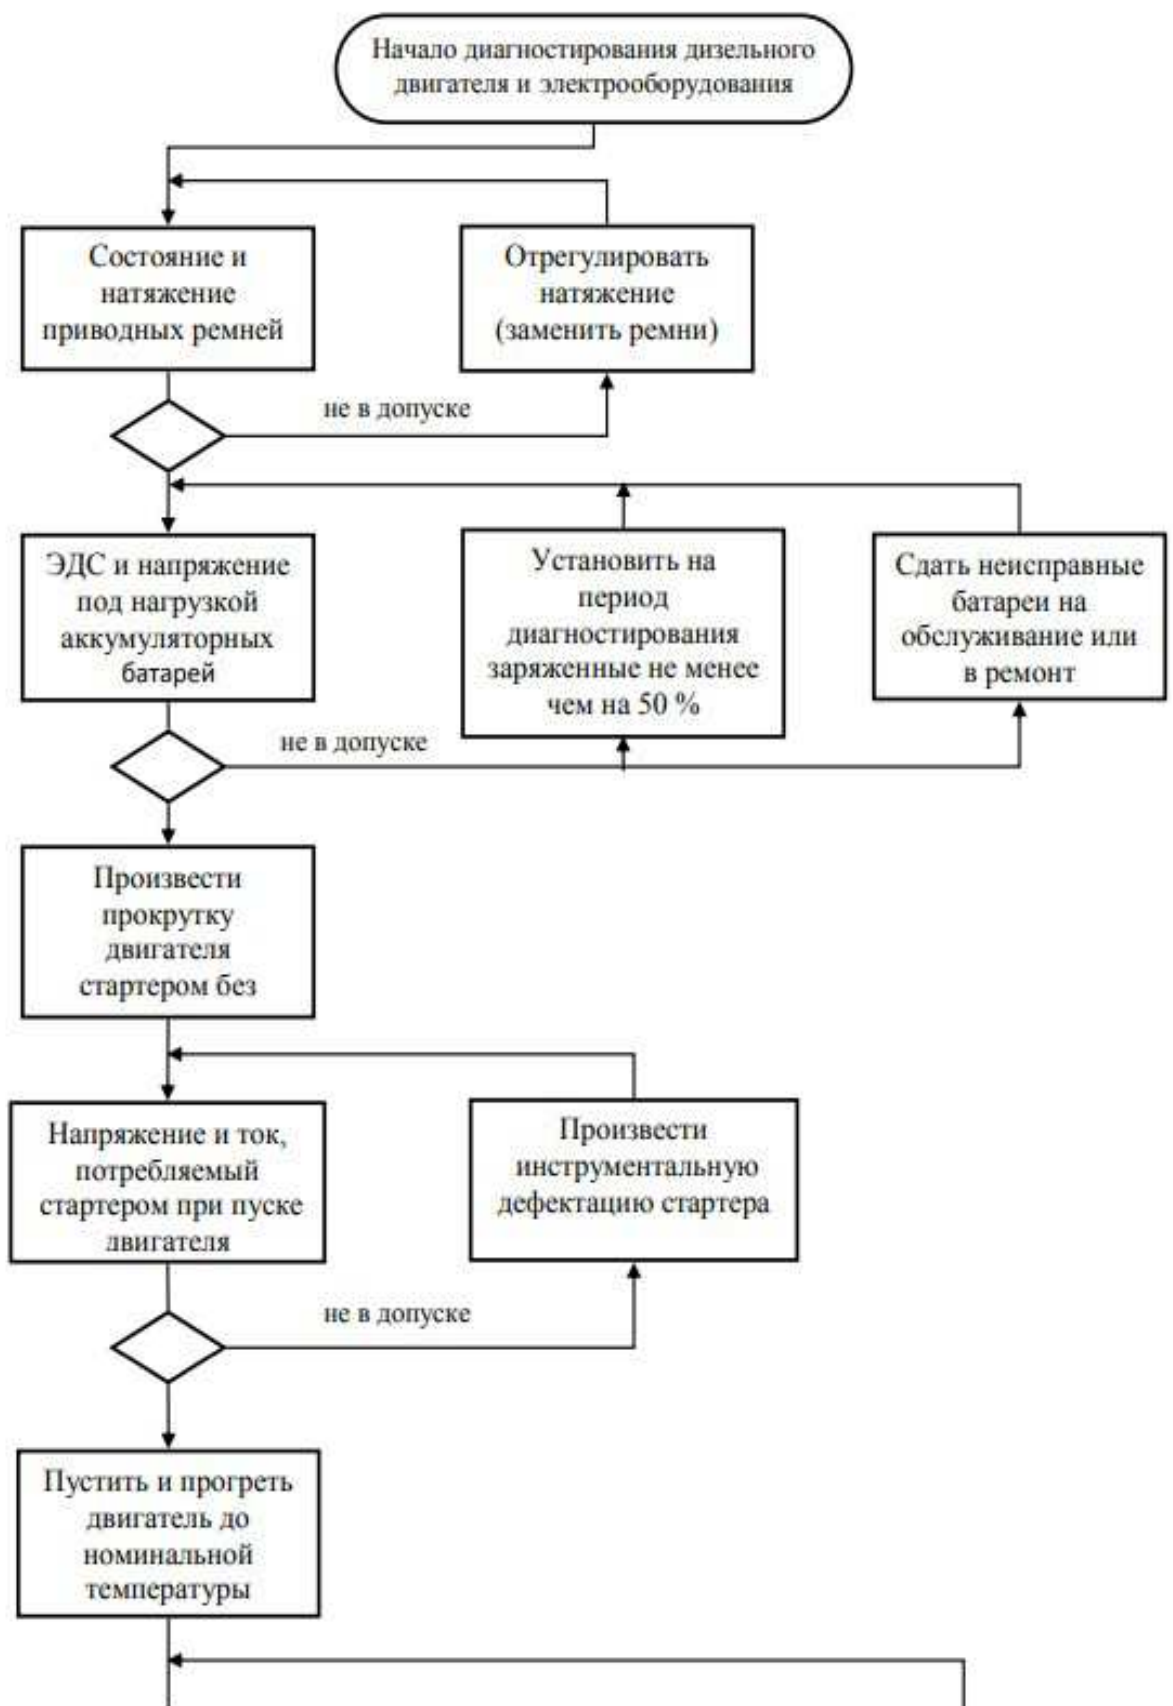 Начало диагностирования дизельного
двигателя и электрооборудования
Состояние и
натяжение
приводных ремней
Отрегулировать
натяжение
(заменить ремни)
не в допуске
ЭДС и напряжение
под нагрузкой
аккумуляторных
батарей
Установить на
период
диагностирования
заряженные не менее
чем на 50 %
Сдать неисправные
батареи на
обслуживание или
в ремонт
не в допуске
Произвести
прокрутку
двигателя
стартером без
Напряжение и ток,
потребляемый
стартером при пуске
двигателя
Произвести
инструментальную
дефектацию стартера
не в допуске
Пустить и прогреть
двигатель до
номинальной
температуры